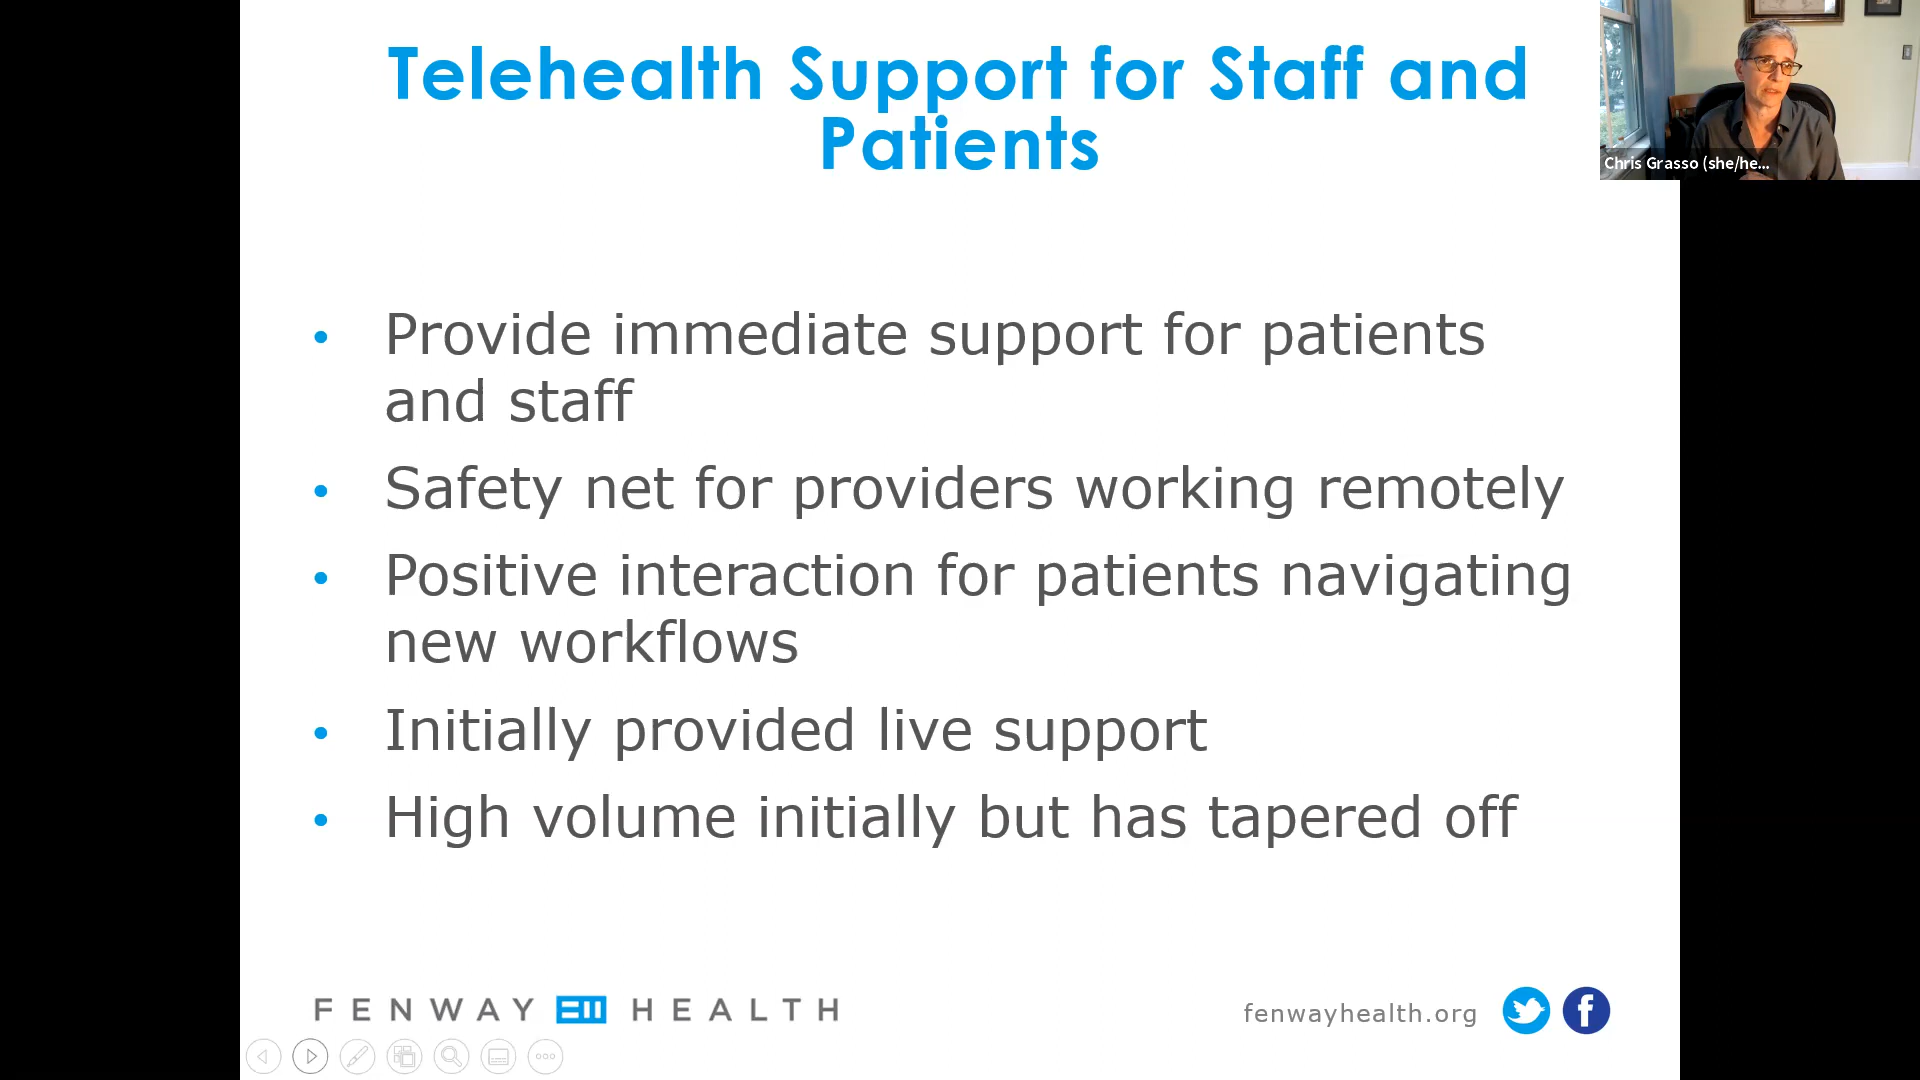 Telehealth Support for Staff and
Patients
Chris Grasso (she/he...
• Provide immediate support for patients
and staff
• Safety net for providers working remotely
• Positive interaction for patients navigating
new workflows
• Initially provided live support
• High volume initially but has tapered off
FENWAY HEALTH
fenwayhealth.org